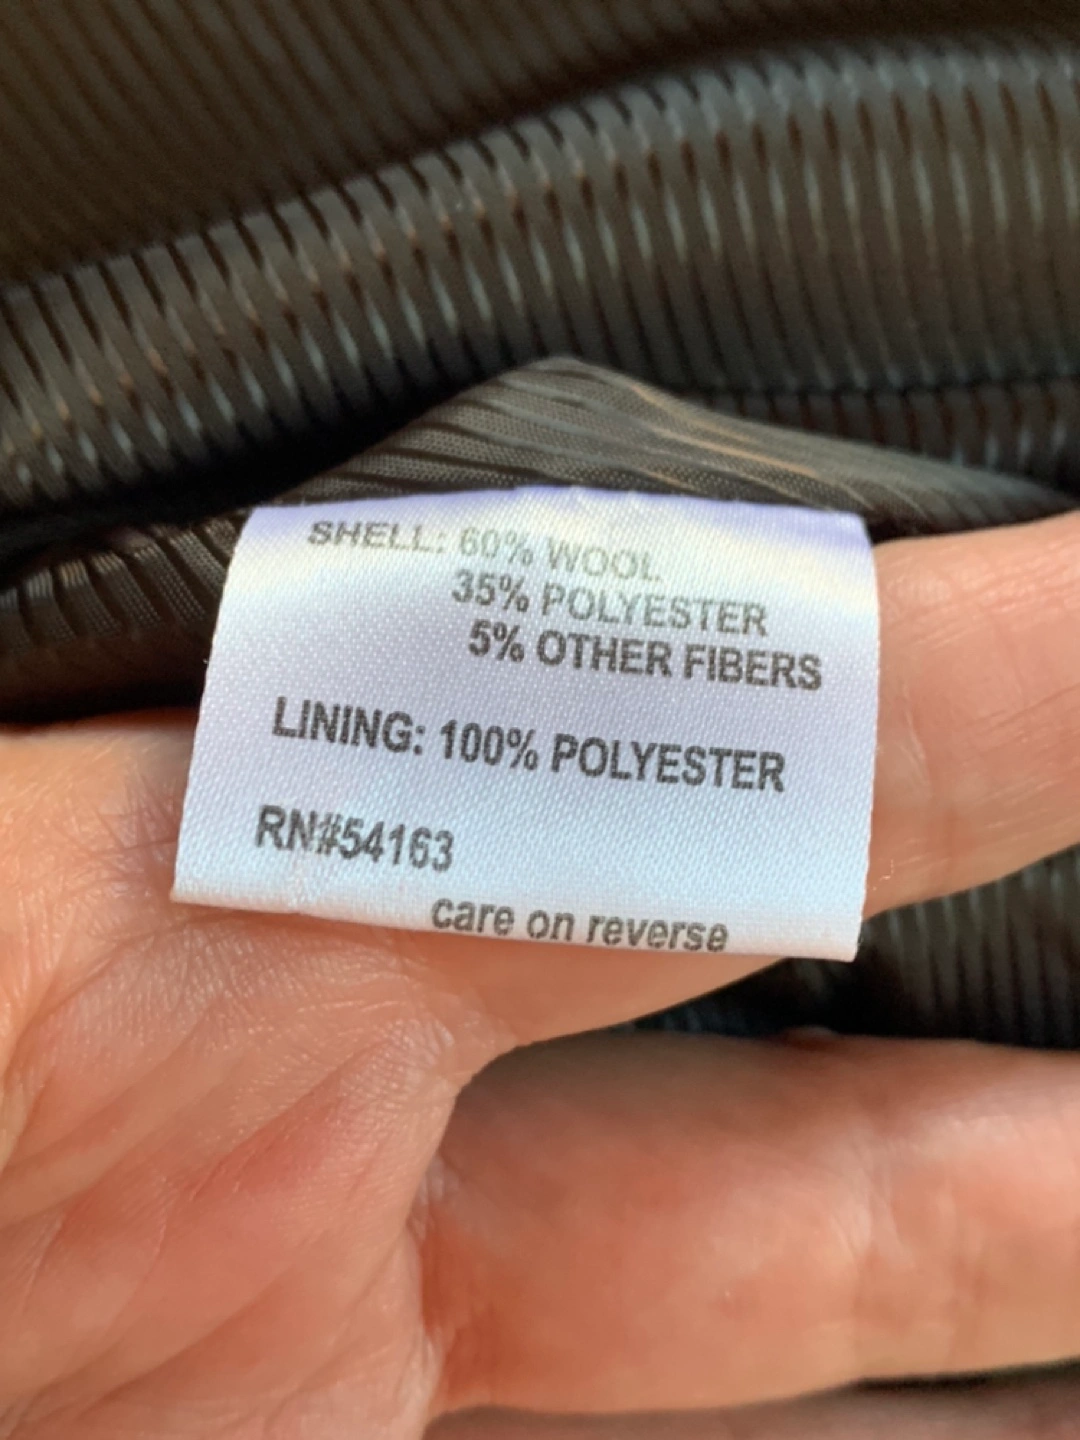 SHELL: 60% WOOL
35% POLYESTER
5% OTHER FIBERS
LINING: 100% POLYESTER
RN#54163
care on reverse